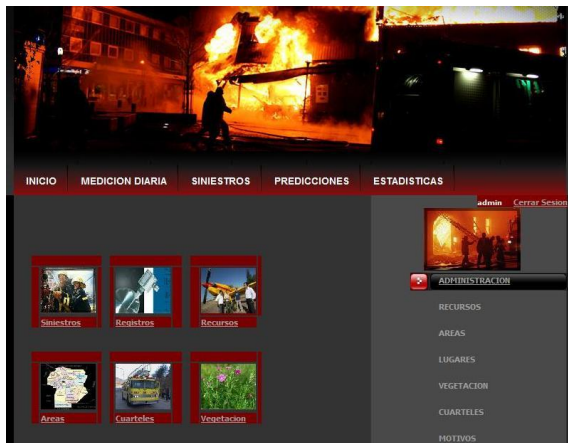 INICIO MEDICION DIARIA SINIESTROS PREDICCIONES ESTADISTICAS
admin Cerrar Sesion
ADMINISTRACION
RECURSOS
AREAS
LUGARES
VEGETACION
CUARTELES
MOTIVOS
Siniestros Registros Recursos
Areas Cuarteles Vegetacion